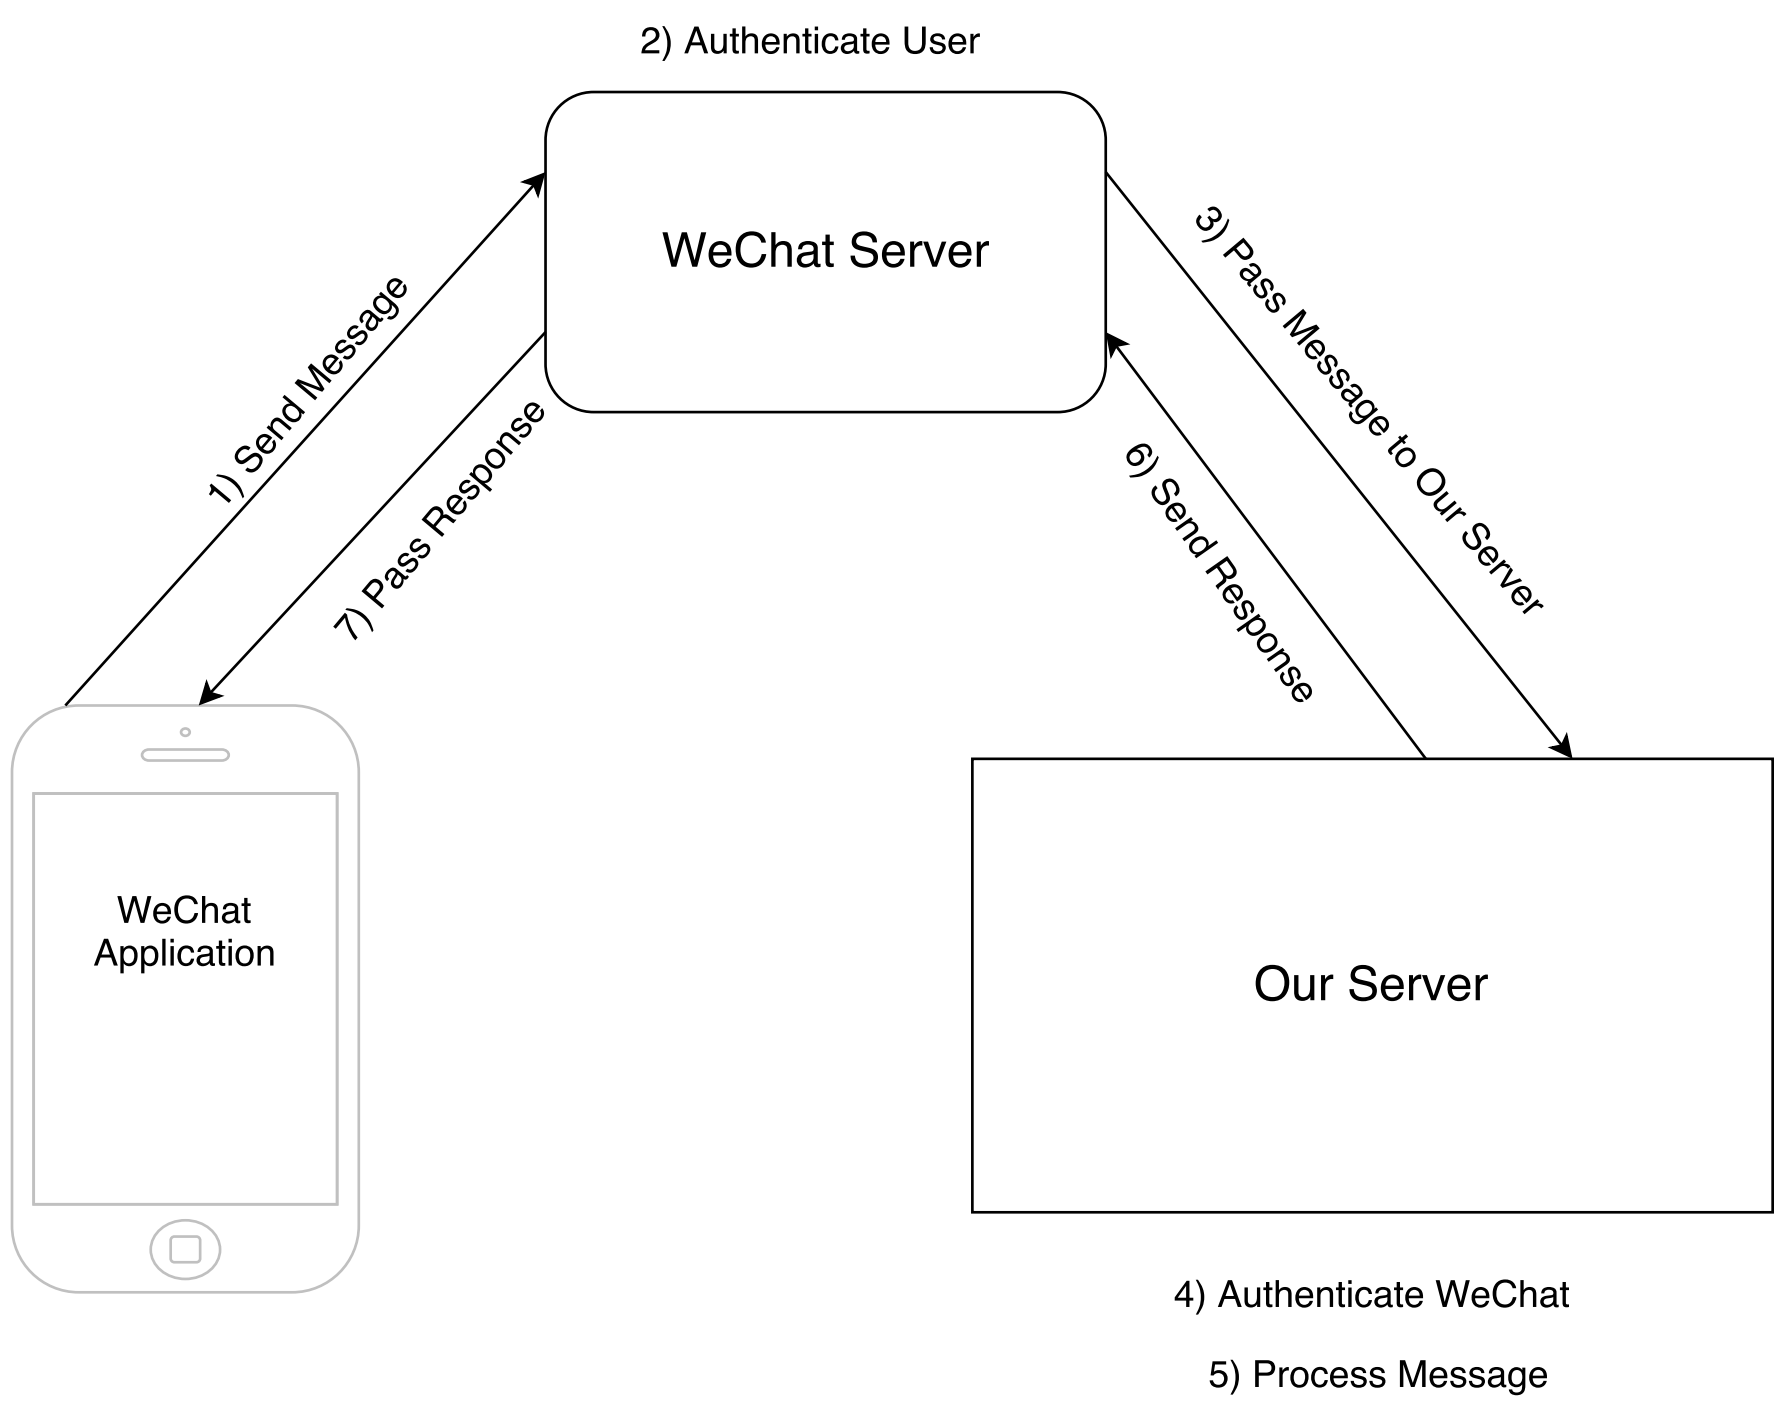 2) Authenticate User
WeChat Server
1) Send Message
7) Pass Response
3) Pass Message to Our Server
6) Send Response
WeChat
Application
Our Server
4) Authenticate WeChat
5) Process Message